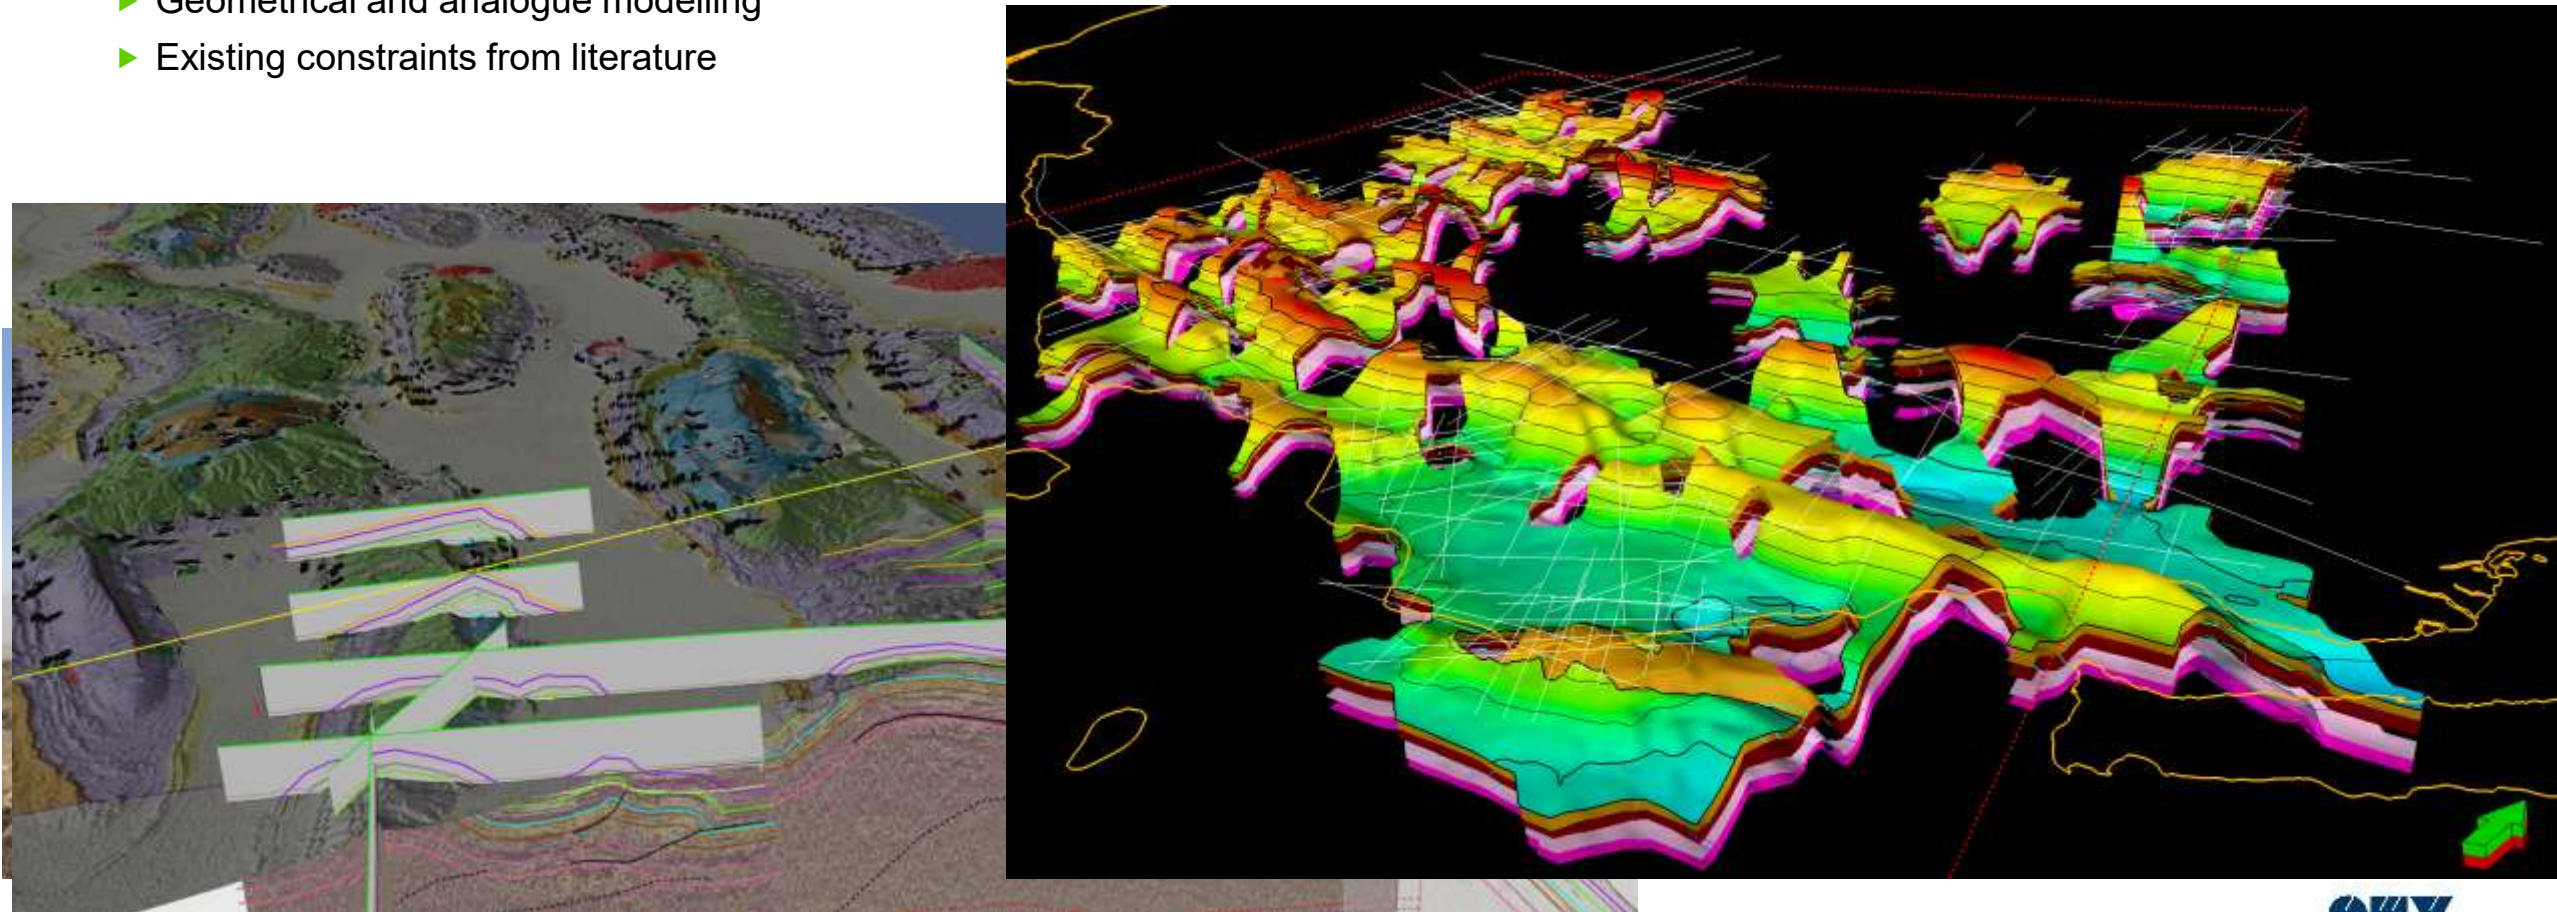 Geometrical and analogue modelling
Existing constraints from literature